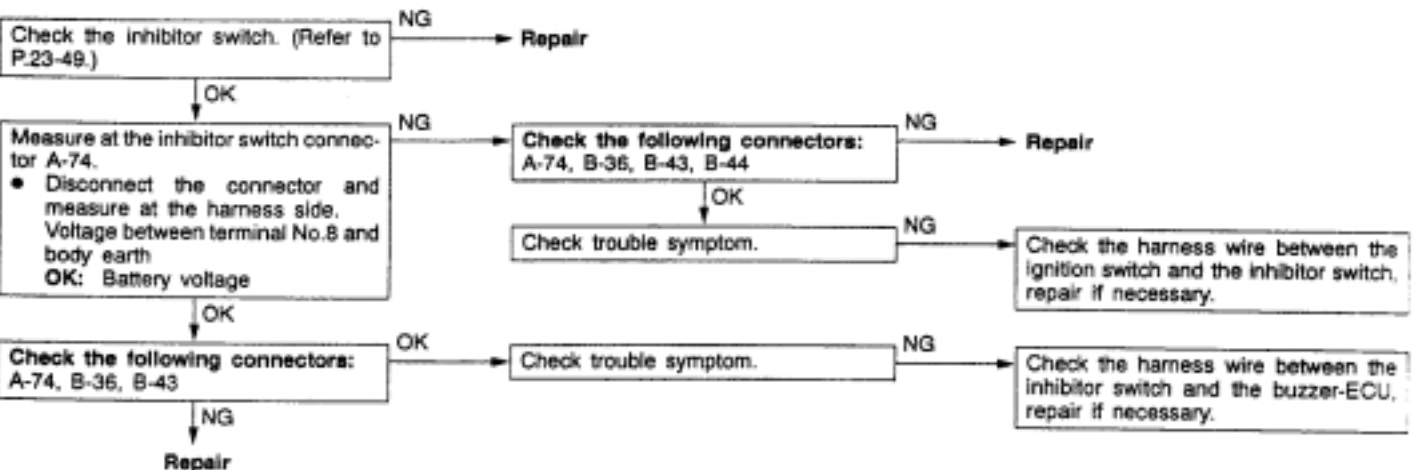 Check the inhibitor switch. (Refer to
P.23-49.)
NG
Repair
OK
Measure at the inhibitor switch connec-
tor A-74.
● Disconnect the connector and
measure at the harness side.
Voltage between terminal No.8 and
body earth
OK: Battery voltage
NG
Check the following connectors:
A-74, B-36, B-43, B-44
NG
Repair
OK
Check trouble symptom.
NG
Check the harness wire between the
ignition switch and the inhibitor switch,
repair if necessary.
OK
Check the following connectors:
A-74, B-36, B-43
OK
Check trouble symptom.
NG
Check the harness wire between the
inhibitor switch and the buzzer-ECU,
repair if necessary.
NG
Repair